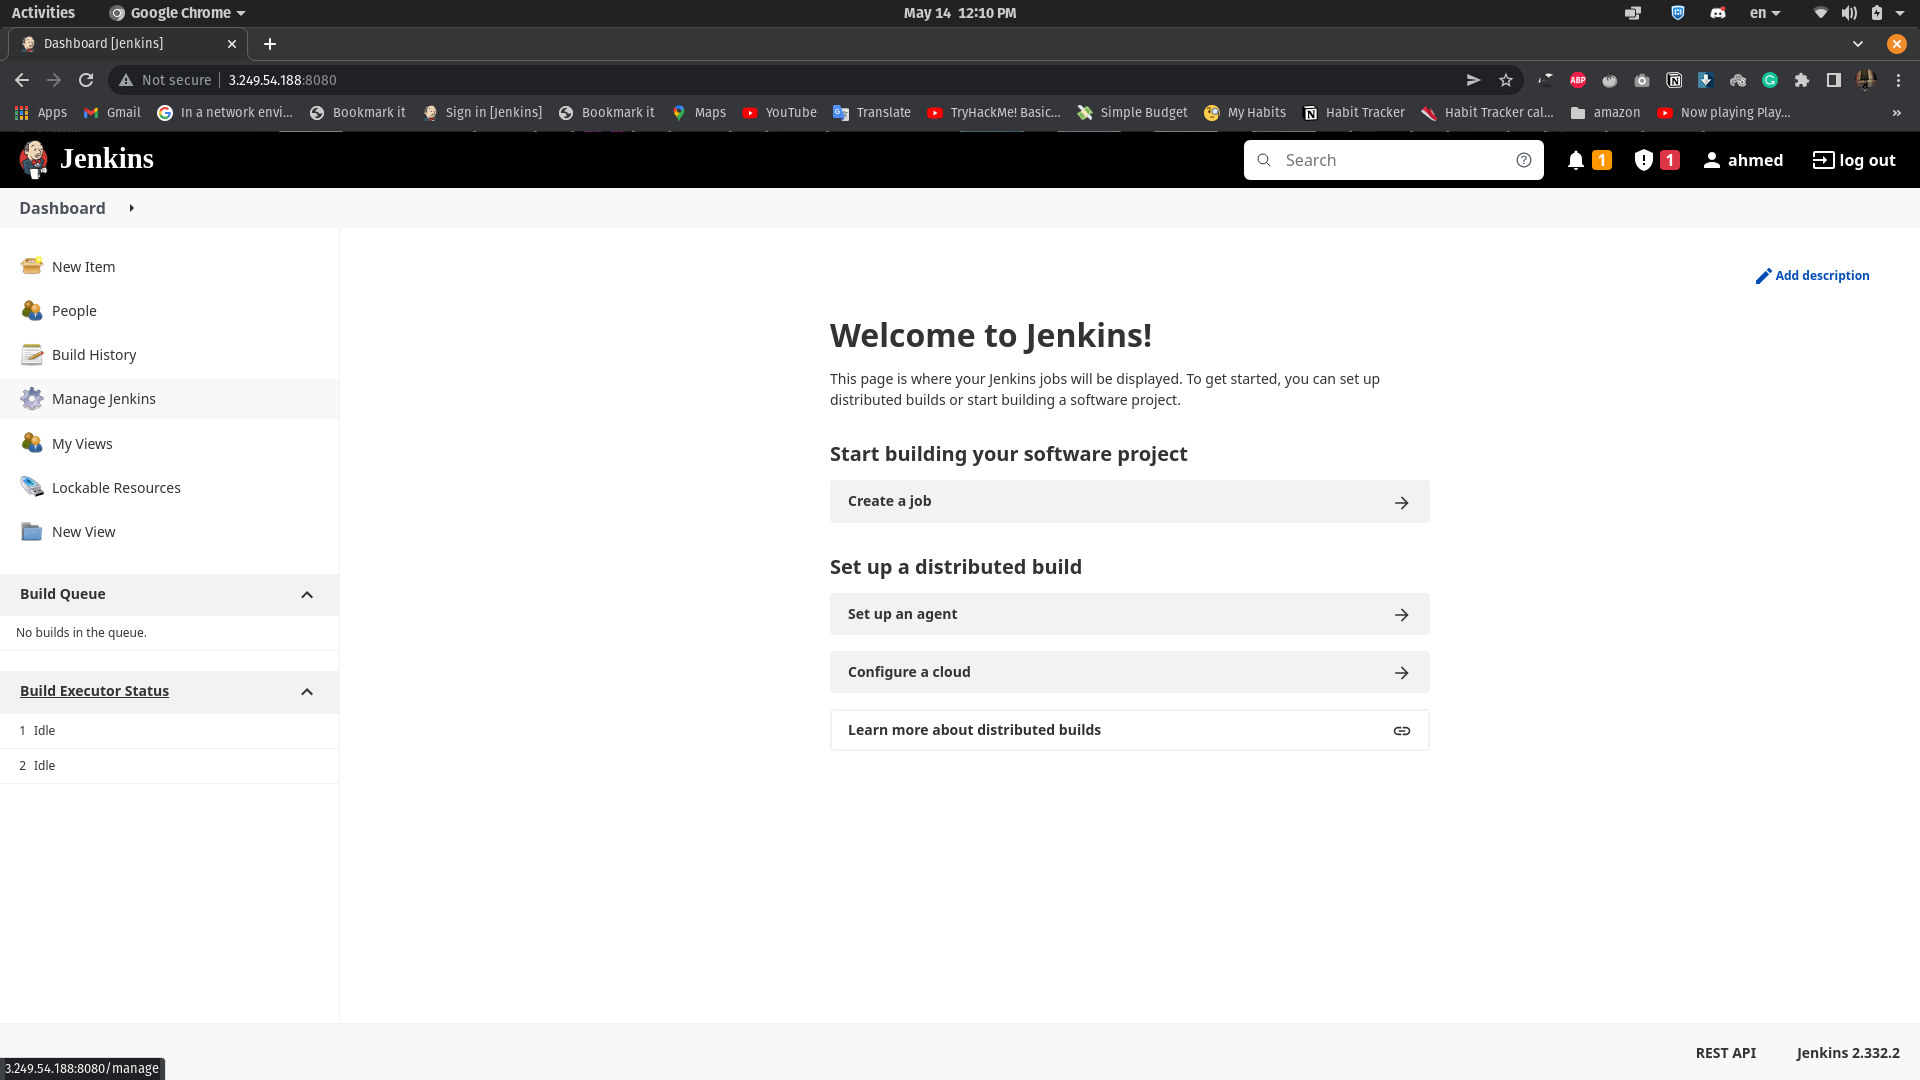 Activities
Google Chrome
May 14 12:10 PM
en
Dashboard [Jenkins]
Not secure
3.249.54.188:8080
ABP
Apps
Gmail
In a network envi...
Bookmark it
Sign in [Jenkins]
Bookmark it
Maps
YouTube
Translate
TryHackMe! Basic...
Simple Budget
My Habits
Habit Tracker
Habit Tracker cal...
amazon
Now playing Play...
»
Jenkins
Search
1
1
ahmed
log out
Dashboard
New Item
People
Build History
Manage Jenkins
My Views
Lockable Resources
New View
Build Queue
No builds in the queue.
Build Executor Status
1 Idle
2 Idle
Add description
Welcome to Jenkins!
This page is where your Jenkins jobs will be displayed. To get started, you can set up
distributed builds or start building a software project.
Start building your software project
Create a job
Set up a distributed build
Set up an agent
Configure a cloud
Learn more about distributed builds
REST API
Jenkins 2.332.2
3.249.54.188:8080/manage